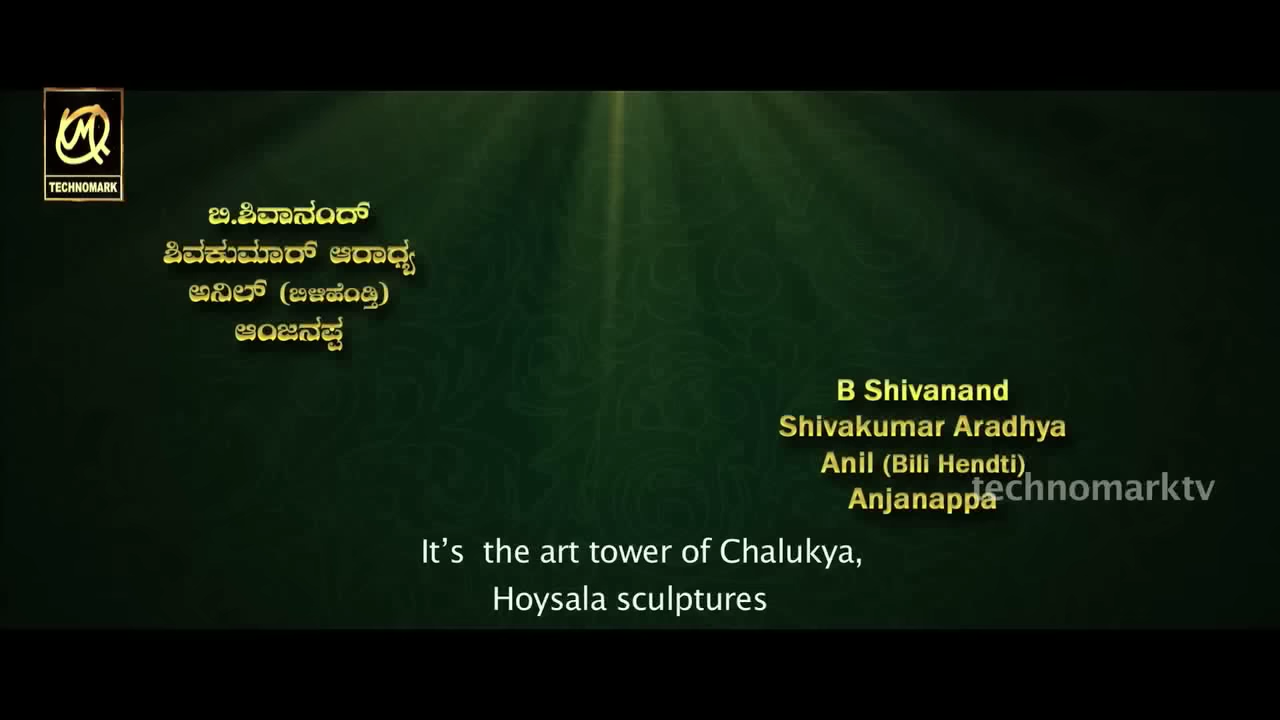 TECHNOMARK
ಬಿ.ಶಿವಾನಂದ್
ಶಿವಕುಮಾರ್ ಆರಾಧ್ಯ
ಅನಿಲ್ (ಬಿಳಿಹೆಂಡ್ತಿ)
ಆಂಜನಪ್ಪ
B Shivanand
Shivakumar Aradhya
Anil (Bili Hendti)
technomarktv
Anjanappa
It’s the art tower of Chalukya,
Hoysala sculptures